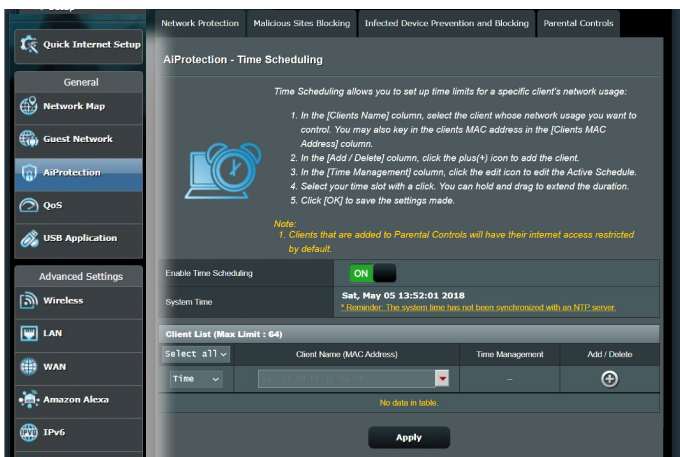 Network Protection
Malicious Sites Blocking
Infected Device Prevention and Blocking
Parental Controls
Quick Internet Setup
General
Network Map
Guest Network
AiProtection
QoS
USB Application
Advanced Settings
Wireless
LAN
WAN
Amazon Alexa
IPv6
AiProtection - Time Scheduling
Time Scheduling allows you to set up time limits for a specific client's network usage:
1. In the [Clients Name] column, select the client whose network usage you want to
control. You may also key in the clients MAC address in the [Clients MAC
Address] column.
2. In the [Add / Delete] column, click the plus(+) icon to add the client.
3. In the [Time Management] column, click the edit icon to edit the Active Schedule.
4. Select your time slot with a click. You can hold and drag to extend the duration.
5. Click [OK] to save the settings made.
Note:
1. Clients that are added to Parental Controls will have their internet access restricted
by default.
Enable Time Scheduling
ON
System Time
Sat, May 05 13:52:01 2018
* Reminder: The system time has not been synchronized with an NTP server.
Client List (Max Limit : 64)
Select all
Client Name (MAC Address)
Time Management
Add / Delete
Time
–
No data in table.
Apply